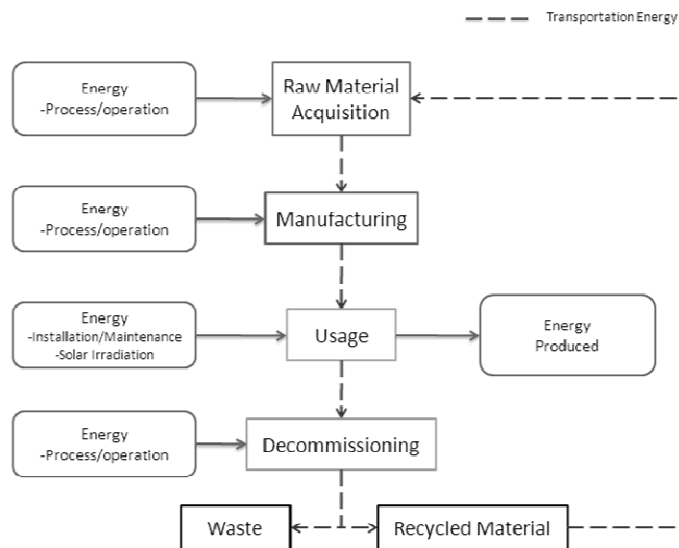 Transportation Energy
Energy
-Process/operation
Raw Material
Acquisition
Energy
-Process/operation
Manufacturing
Energy
-Installation/Maintenance
-Solar Irradiation
Usage
Energy
Produced
Energy
-Process/operation
Decommissioning
Waste
Recycled Material